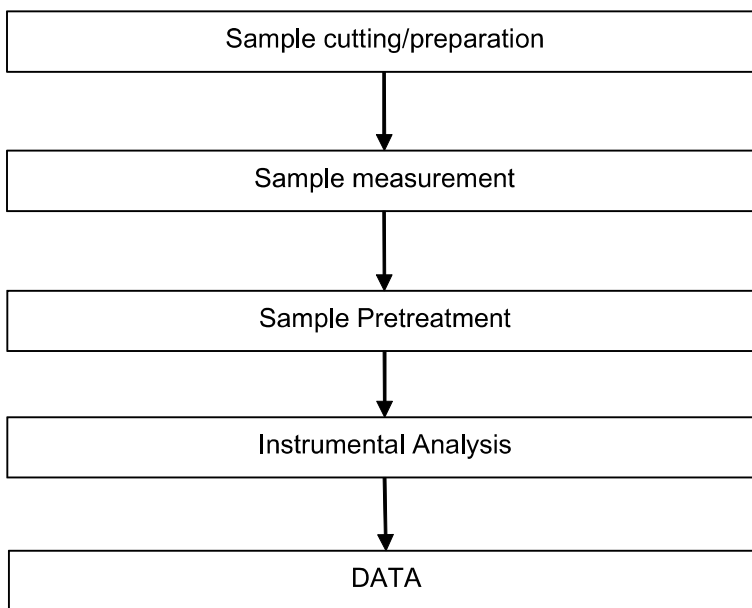 Sample cutting/preparation
Sample measurement
Sample Pretreatment
Instrumental Analysis
DATA